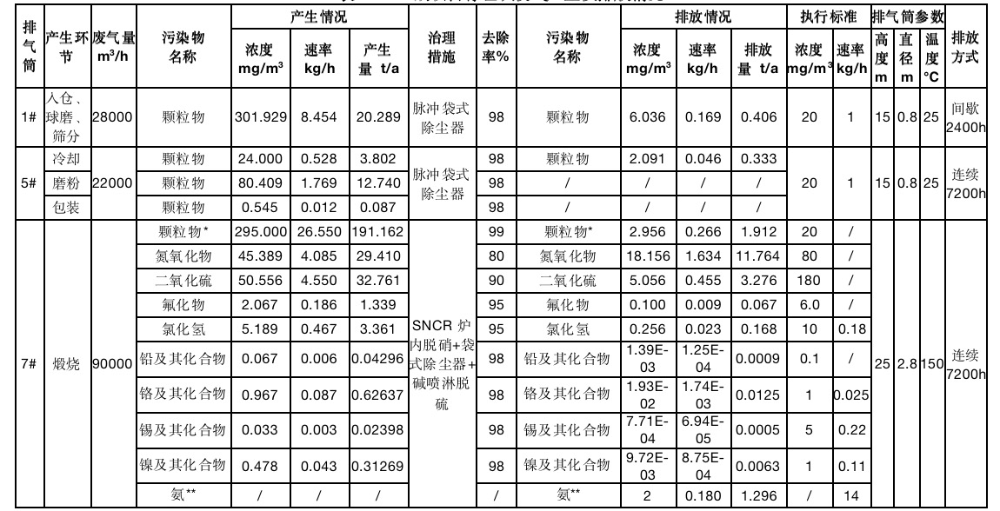 排气筒 产生环节 废气量 m³/h 污染物名称 产生情况 治理措施 去除率% 污染物名称 排放情况 执行标准 排气筒参数 排放方式
浓度 mg/m³ 速率 kg/h 产生量 t/a 浓度 mg/m³ 速率 kg/h 排放量 t/a 浓度 mg/m³ 速率 kg/h 高度 m 直径 m 温度 °C
1# 入仓、球磨、筛分 28000 颗粒物 301.929 8.454 20.289 脉冲袋式除尘器 98 颗粒物 6.036 0.169 0.406 20 1 15 0.8 25 间歇 2400h
5# 冷却 22000 颗粒物 24.000 0.528 3.802 脉冲袋式除尘器 98 颗粒物 2.091 0.046 0.333 20 1 15 0.8 25 连续 7200h
磨粉 颗粒物 80.409 1.769 12.740 98 / / / /
包装 颗粒物 0.545 0.012 0.087 98 / / / /
7# 煅烧 90000 颗粒物* 295.000 26.550 191.162 SNCR 炉内脱硝+袋式除尘器+碱喷淋脱硫 99 颗粒物* 2.956 0.266 1.912 20 / 25 2.8 150 连续 7200h
氮氧化物 45.389 4.085 29.410 80 氮氧化物 18.156 1.634 11.764 80 /
二氧化硫 50.556 4.550 32.761 90 二氧化硫 5.056 0.455 3.276 180 /
氟化物 2.067 0.186 1.339 95 氟化物 0.100 0.009 0.067 6.0 /
氯化氢 5.189 0.467 3.361 95 氯化氢 0.256 0.023 0.168 10 0.18
铅及其化合物 0.067 0.006 0.04296 98 铅及其化合物 1.39E-03 1.25E-04 0.0009 0.1 /
铬及其化合物 0.967 0.087 0.62637 98 铬及其化合物 1.93E-02 1.74E-03 0.0125 1 0.025
锡及其化合物 0.033 0.003 0.02398 98 锡及其化合物 7.71E-04 6.94E-05 0.0005 5 0.22
镍及其化合物 0.478 0.043 0.31269 98 镍及其化合物 9.72E-03 8.75E-04 0.0063 1 0.11
氨** / / / / 氨** 2 0.180 1.296 / 14